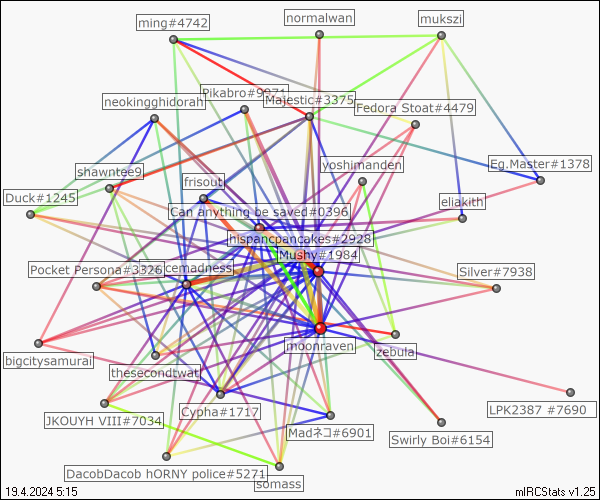 ming#4742
normalwan
mukszi
neokingghidorah
Pikabro#9971
Majestic#3375
Fedora Stoat#4479
shawntee9
frisout
yoshimanden
Eg.Master#1378
Duck#1245
Can anything be saved#0396
eliakith
hispancpancakes#2928
Mushy#1984
Pocket Persona#3326
cemadness
Silver#7938
bigcitysamurai
moonraven
zebula
thesecondtwat
JKOUYH VIII#7034
Cypha#1717
Madネコ#6901
LPK2387 #7690
Swirly Boi#6154
DacobDacob hORNY police#5271
somass
19.4.2024 5:15
mIRCStats v1.25